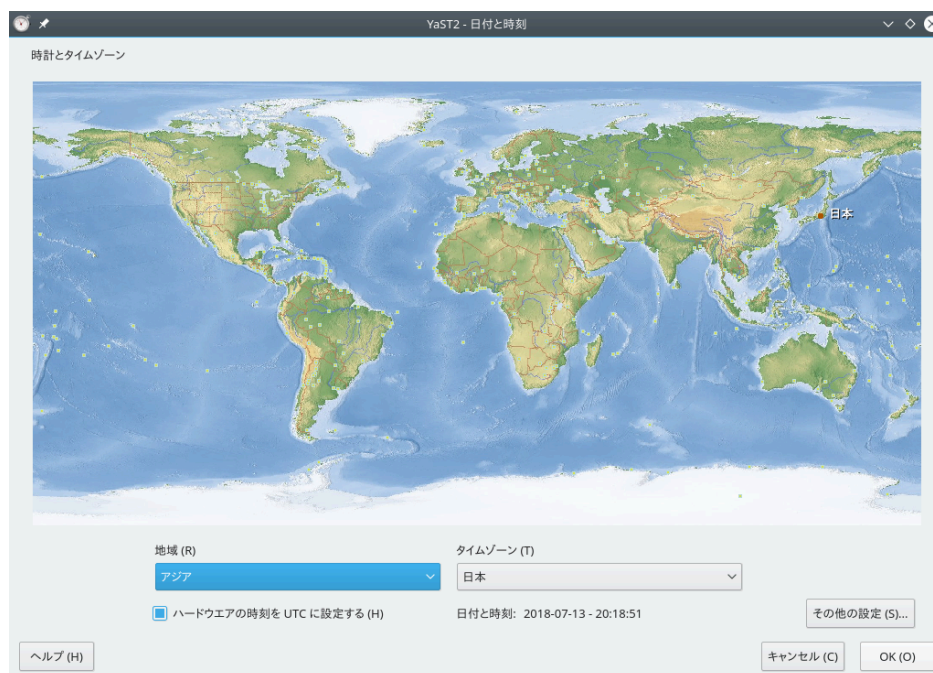 YaST2 - 日付と時刻
時計とタイムゾーン
日本
地域 (R)
タイムゾーン (T)
アジア
日本
ハードウエアの時刻を UTC に設定する (H)
日付と時刻: 2018-07-13 - 20:18:51
その他の設定 (S)...
ヘルプ (H)
キャンセル (C)
OK (O)